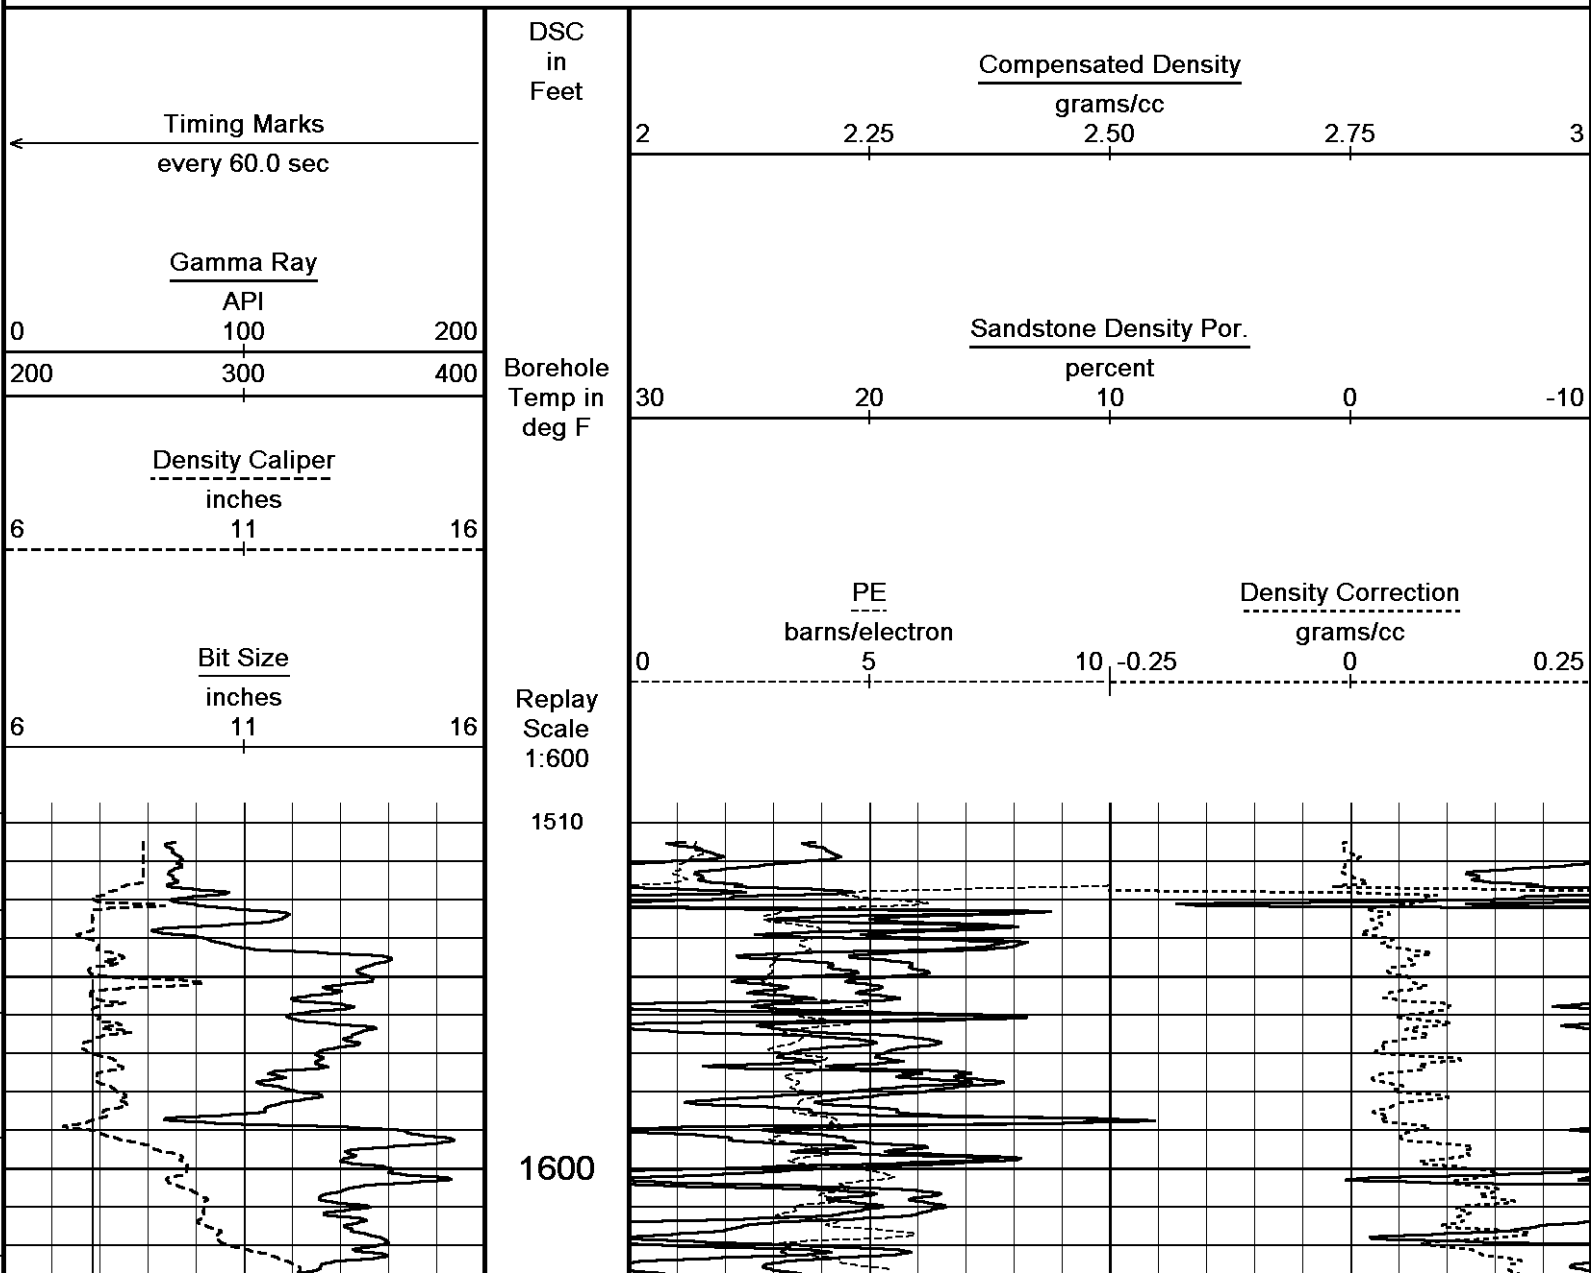 Timing Marks
every 60.0 sec
Gamma Ray
API
0 100 200
200 300 400
Density Caliper
inches
6 11 16
Bit Size
inches
6 11 16
DSC
in
Feet
Borehole
Temp in
deg F
Replay
Scale
1:600
1510
1600
Compensated Density
grams/cc
2 2.25 2.50 2.75 3
Sandstone Density Por.
percent
30 20 10 0 -10
PE
barns/electron
0 5 10
Density Correction
grams/cc
-0.25 0 0.25